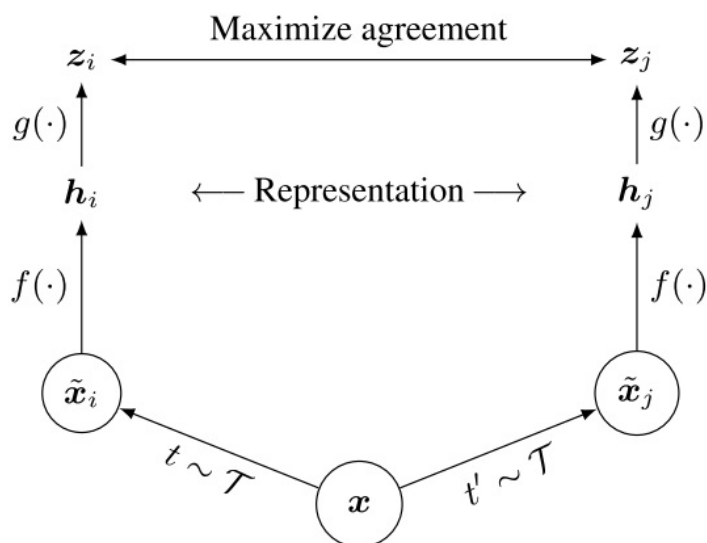 Maximize agreement
z_i z_j
g(·) g(·)
h_i ⟵ Representation ⟶ h_j
f(·) f(·)
x̃_i x̃_j
t ∼ 𝒯 t′ ∼ 𝒯
x